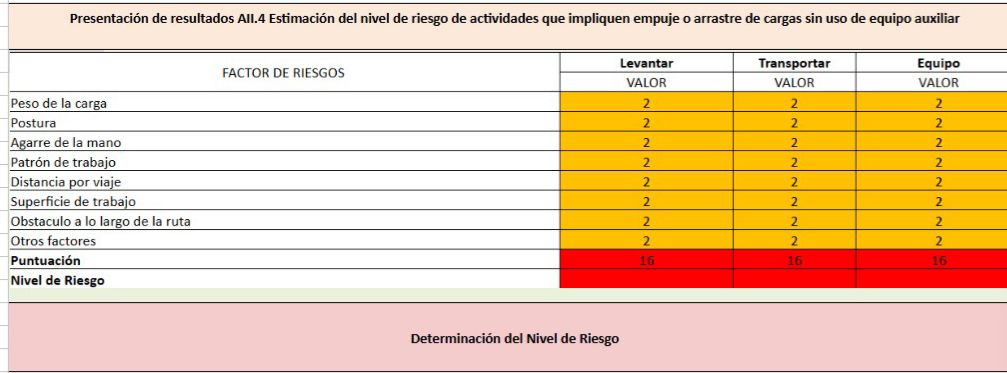 Presentación de resultados AII.4 Estimación del nivel de riesgo de actividades que impliquen empuje o arrastre de cargas sin uso de equipo auxiliar
FACTOR DE RIESGOS Levantar Transportar Equipo
VALOR VALOR VALOR
Peso de la carga 2 2 2
Postura 2 2 2
Agarre de la mano 2 2 2
Patrón de trabajo 2 2 2
Distancia por viaje 2 2 2
Superficie de trabajo 2 2 2
Obstaculo a lo largo de la ruta 2 2 2
Otros factores 2 2 2
Puntuación 16 16 16
Nivel de Riesgo
Determinación del Nivel de Riesgo